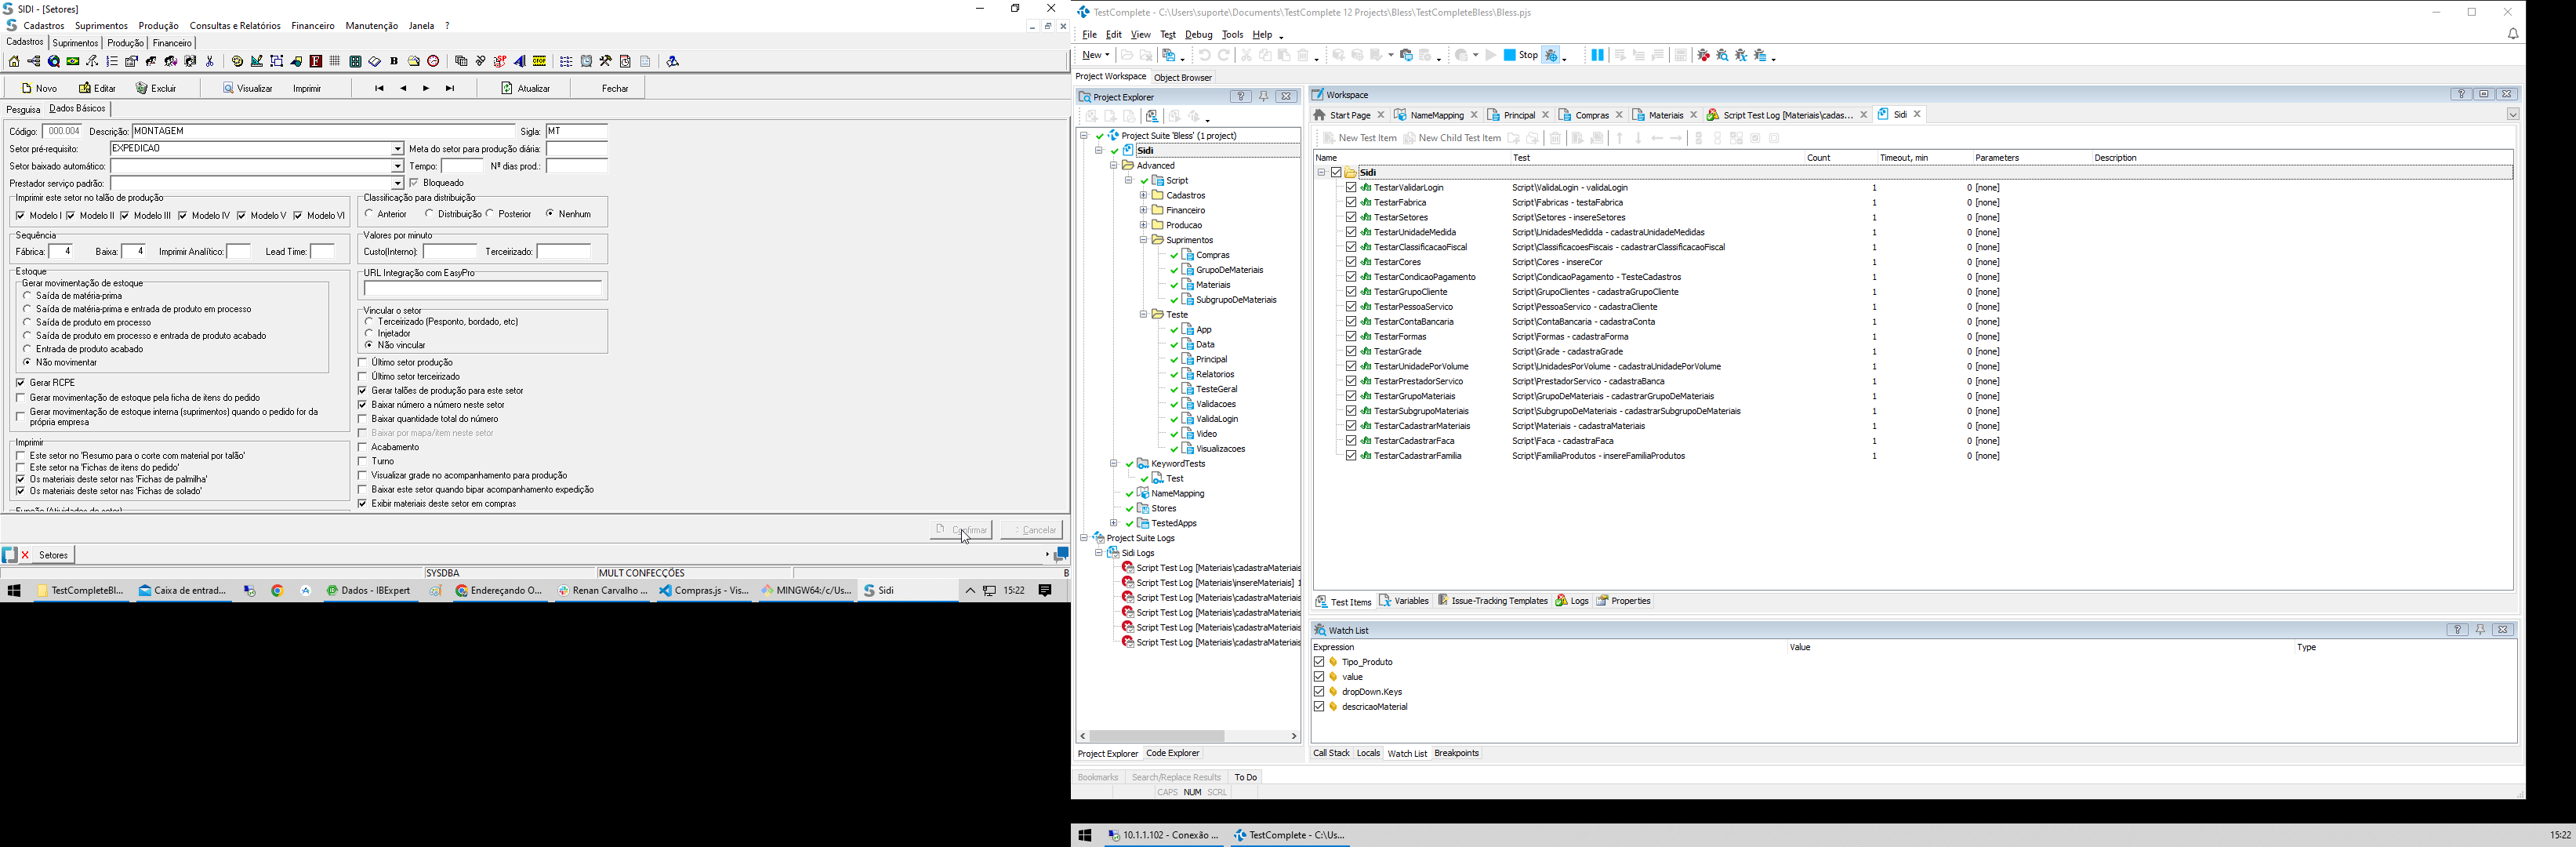 SIDI - [Setores]
Cadastros Suprimentos Produção Consultas e Relatórios Financeiro Manutenção Janela ?
Cadastros Suprimentos Produção Financeiro
Novo Editar Excluir Visualizar Imprimir Atualizar Fechar
Pesquisa Dados Básicos
Código: 000.004 Descrição: MONTAGEM Sigla: MT
Setor pré-requisito: EXPEDICAO Meta do setor para produção diária:
Setor baixado automático: Tempo: Nº dias prod.:
Prestador serviço padrão: Bloqueado
Imprimir este setor no talão de produção
Modelo I Modelo II Modelo III Modelo IV Modelo V Modelo VI
Classificação para distribuição
Anterior Distribuição Posterior Nenhum
Sequência
Fábrica: 4 Baixa: 4 Imprimir Analítico: Lead Time:
Valores por minuto
Custo(Interno): Terceirizado:
Estoque
Gerar movimentação de estoque
Saída de matéria-prima
Saída de matéria-prima e entrada de produto em processo
Saída de produto em processo
Saída de produto em processo e entrada de produto acabado
Entrada de produto acabado
Não movimentar
Gerar RCPE
Gerar movimentação de estoque pela ficha de itens do pedido
Gerar movimentação de estoque interna (suprimentos) quando o pedido for da
própria empresa
Imprimir
Este setor no 'Resumo para o corte com material por talão'
Este setor na 'Fichas de itens do pedido'
Os materiais deste setor nas 'Fichas de palmilha'
Os materiais deste setor nas 'Fichas de solado'
Função (Atividades do setor)
URL Integração com EasyPro
Vincular o setor
Terceirizado (Pesponto, bordado, etc)
Injetador
Não vincular
Último setor produção
Último setor terceirizado
Gerar talões de produção para este setor
Baixar número a número neste setor
Baixar quantidade total do número
Baixar por mapa/item neste setor
Acabamento
Turno
Visualizar grade no acompanhamento para produção
Baixar este setor quando bipar acompanhamento expedição
Exibir materiais deste setor em compras
Confirmar Cancelar
Setores
SYSDBA MULT CONFECÇÕES B
TestCompleteBl... Caixa de entrad... Dados - IBExpert Endereçando O... Renan Carvalho ... Compras.js - Vis... MINGW64:/c/Us... Sidi 15:22
TestComplete - C:\Users\suporte\Documents\TestComplete 12 Projects\Bless\TestCompleteBless\Bless.pjs
File Edit View Test Debug Tools Help
New Stop
Project Workspace Object Browser
Project Explorer
Project Suite 'Bless' (1 project)
Sidi
Advanced
Script
Cadastros
Financeiro
Producao
Suprimentos
Compras
GrupoDeMateriais
Materiais
SubgrupoDeMateriais
Teste
App
Data
Principal
Relatorios
TesteGeral
Validacoes
ValidaLogin
Video
Visualizacoes
KeywordTests
Test
NameMapping
Stores
TestedApps
Project Suite Logs
Sidi Logs
Script Test Log [Materiais\cadastraMateriais
Script Test Log [Materiais\insereMateriais] 1
Script Test Log [Materiais\cadastraMateriais
Script Test Log [Materiais\cadastraMateriais
Script Test Log [Materiais\cadastraMateriais
Script Test Log [Materiais\cadastraMateriais
Project Explorer Code Explorer
Workspace
Start Page NameMapping Principal Compras Materiais Script Test Log [Materiais\cadas... Sidi
New Test Item New Child Test Item
Name Test Count Timeout, min Parameters Description
Sidi
TestarValidarLogin Script\ValidaLogin - validaLogin 1 0 [none]
TestarFabrica Script\Fabricas - testaFabrica 1 0 [none]
TestarSetores Script\Setores - insereSetores 1 0 [none]
TestarUnidadeMedida Script\UnidadesMedidda - cadastraUnidadeMedidas 1 0 [none]
TestarClassificacaoFiscal Script\ClassificacoesFiscais - cadastrarClassificacaoFiscal 1 0 [none]
TestarCores Script\Cores - insereCor 1 0 [none]
TestarCondicaoPagamento Script\CondicaoPagamento - TesteCadastros 1 0 [none]
TestarGrupoCliente Script\GrupoClientes - cadastraGrupoCliente 1 0 [none]
TestarPessoaServico Script\PessoaServico - cadastraCliente 1 0 [none]
TestarContaBancaria Script\ContaBancaria - cadastraConta 1 0 [none]
TestarFormas Script\Formas - cadastraForma 1 0 [none]
TestarGrade Script\Grade - cadastraGrade 1 0 [none]
TestarUnidadePorVolume Script\UnidadesPorVolume - cadastraUnidadePorVolume 1 0 [none]
TestarPrestadorServico Script\PrestadorServico - cadastraBanca 1 0 [none]
TestarGrupoMateriais Script\GrupoDeMateriais - cadastrarGrupoDeMateriais 1 0 [none]
TestarSubgrupoMateriais Script\SubgrupoDeMateriais - cadastrarSubgrupoDeMateriais 1 0 [none]
TestarCadastrarMateriais Script\Materiais - cadastraMateriais 1 0 [none]
TestarCadastrarFaca Script\Faca - cadastraFaca 1 0 [none]
TestarCadastrarFamilia Script\FamiliaProdutos - insereFamiliaProdutos 1 0 [none]
Test Items Variables Issue-Tracking Templates Logs Properties
Watch List
Expression Value Type
Tipo_Produto
value
dropDown.Keys
descricaoMaterial
Call Stack Locals Watch List Breakpoints
Bookmarks Search/Replace Results To Do
CAPS NUM SCRL
10.1.1.102 - Conexão ... TestComplete - C:\Us... 15:22